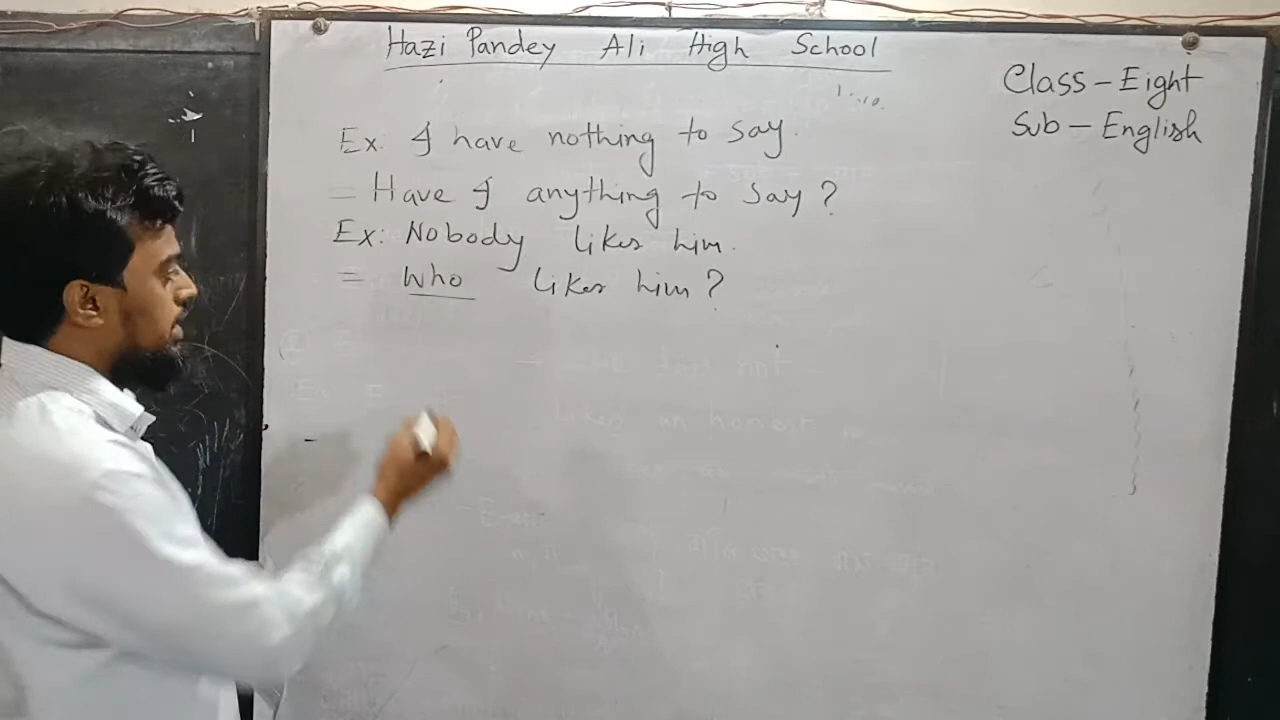 Hazi Pandey Ali High School
Class - Eight
Sub - English
Ex. I have nothing to say.
= Have I anything to say?
Ex: Nobody likes him.
= Who likes him?